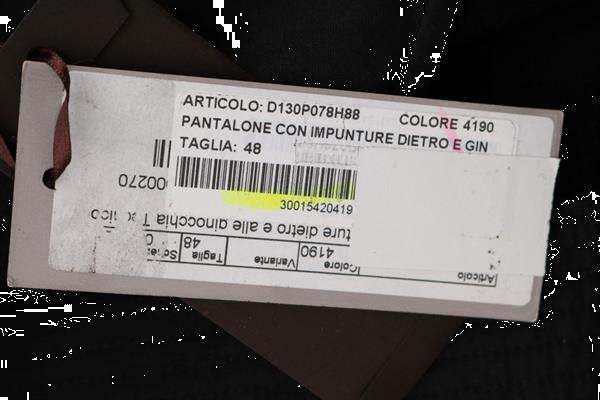 ARTICOLO: D130P078H88 COLORE 4190
PANTALONE CON IMPUNTURE DIETRO E GIN
TAGLIA: 48
30015420419
00270
ture dietro e alle ginocchia
Articolo Colore Variante Taglia
4190 48